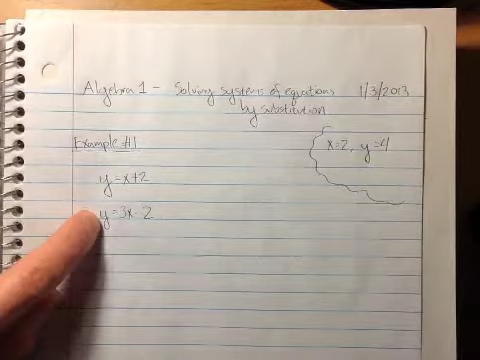 Algebra 1 - Solving systems of equations 1/3/2013
by substitution
Example #1
x=2, y=4
y=x+2
y=3x-2